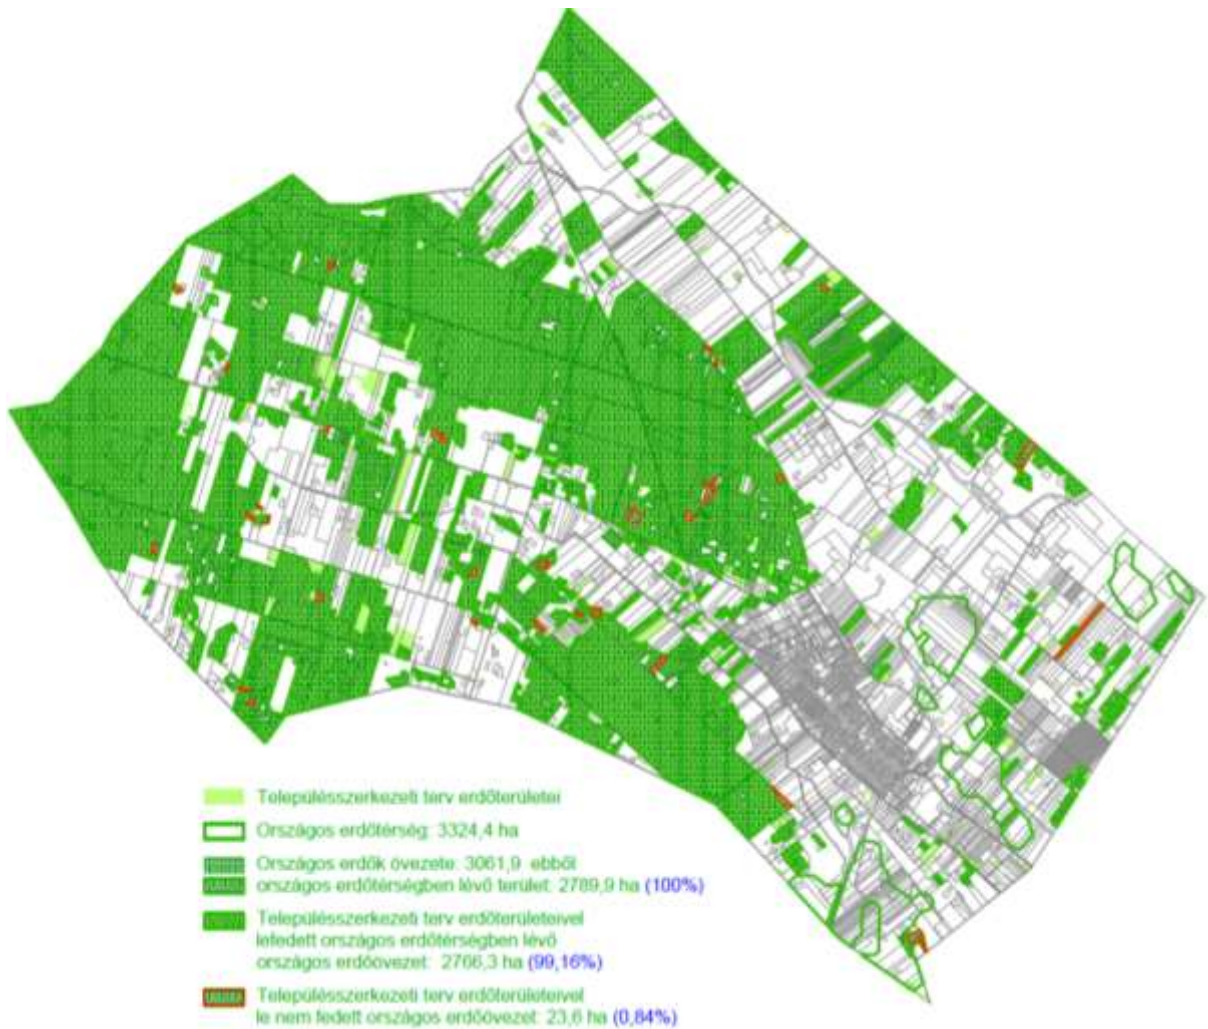 Településszerkezeti terv erdőterületei
Országos erdőtérség: 3324,4 ha
Országos erdők övezete: 3061,9 ebből
országos erdőtérségben lévő terület: 2789,9 ha (100%)
Településszerkezeti terv erdőterületeivel
lefedett országos erdőtérségben lévő
országos erdőövezet: 2766,3 ha (99,16%)
Településszerkezeti terv erdőterületeivel
le nem fedett országos erdőövezet: 23,6 ha (0,84%)